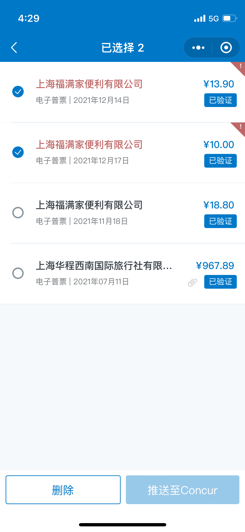 4:29
5G
已选择 2
上海福满家便利有限公司
¥13.90
电子普票 | 2021年12月14日
已验证
!
上海福满家便利有限公司
¥10.00
电子普票 | 2021年12月17日
已验证
!
上海福满家便利有限公司
¥18.80
电子普票 | 2021年11月18日
已验证
上海华程西南国际旅行社有限...
¥967.89
电子普票 | 2021年07月11日
已验证
删除
推送至Concur